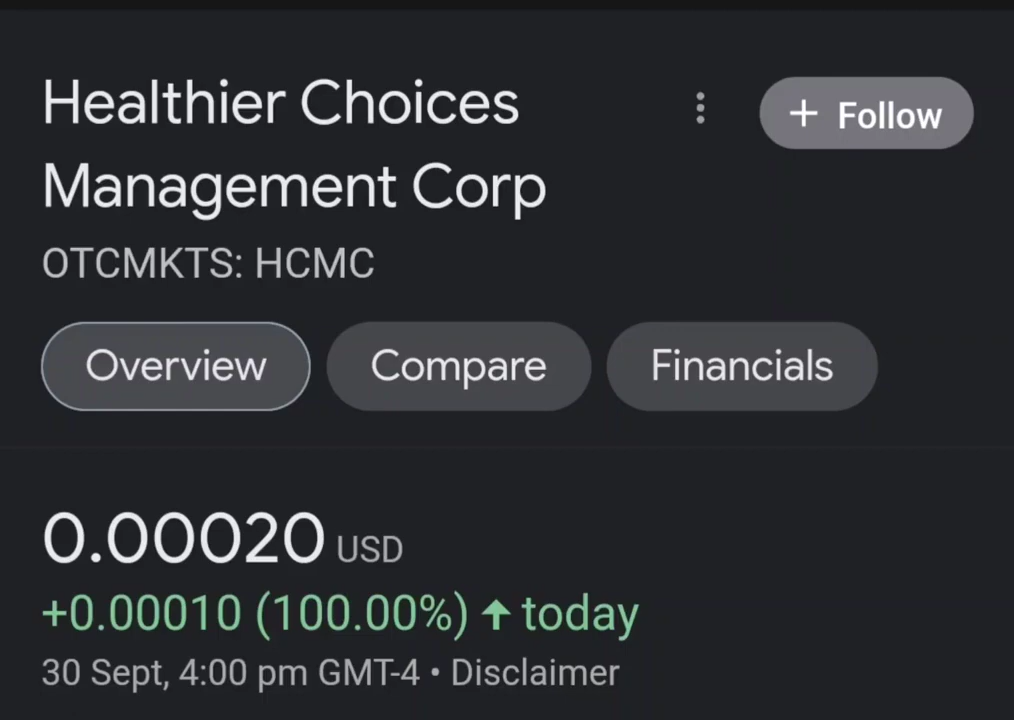 Healthier Choices
Management Corp
+ Follow
OTCMKTS: HCMC
Overview Compare Financials
0.00020 USD
+0.00010 (100.00%) ↑ today
30 Sept, 4:00 pm GMT-4 • Disclaimer